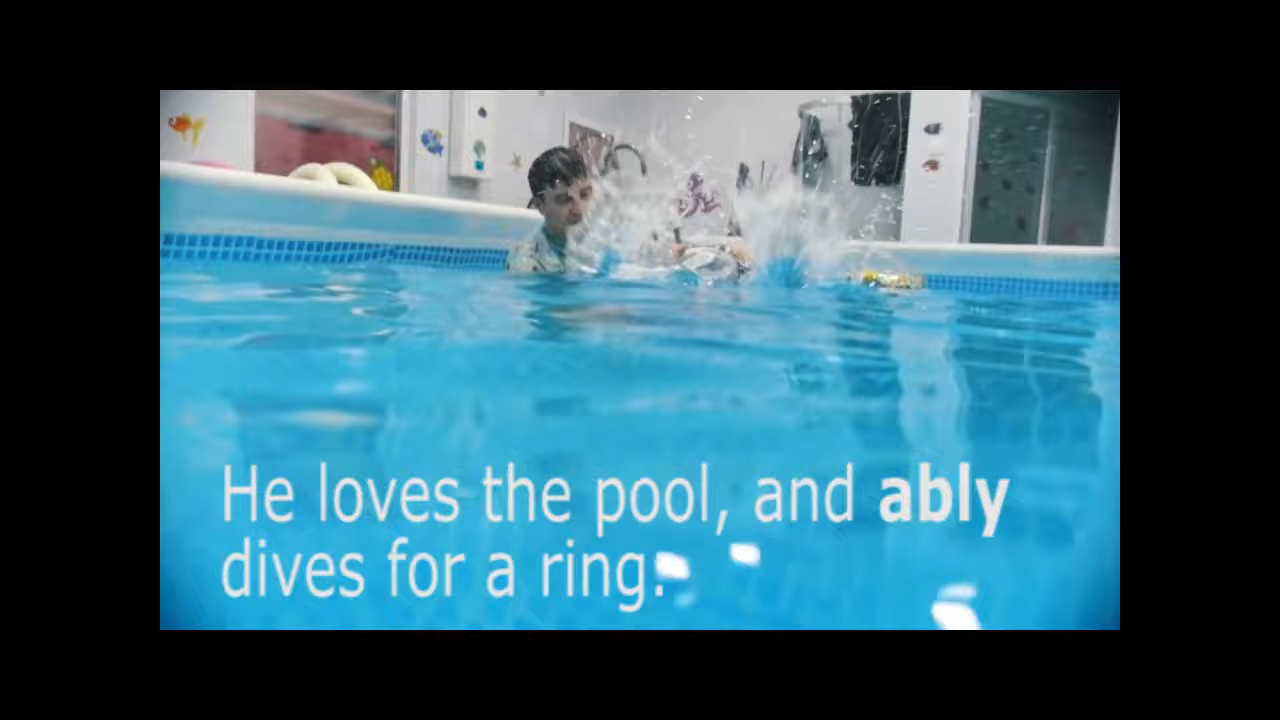 He loves the pool, and ably
dives for a ring.